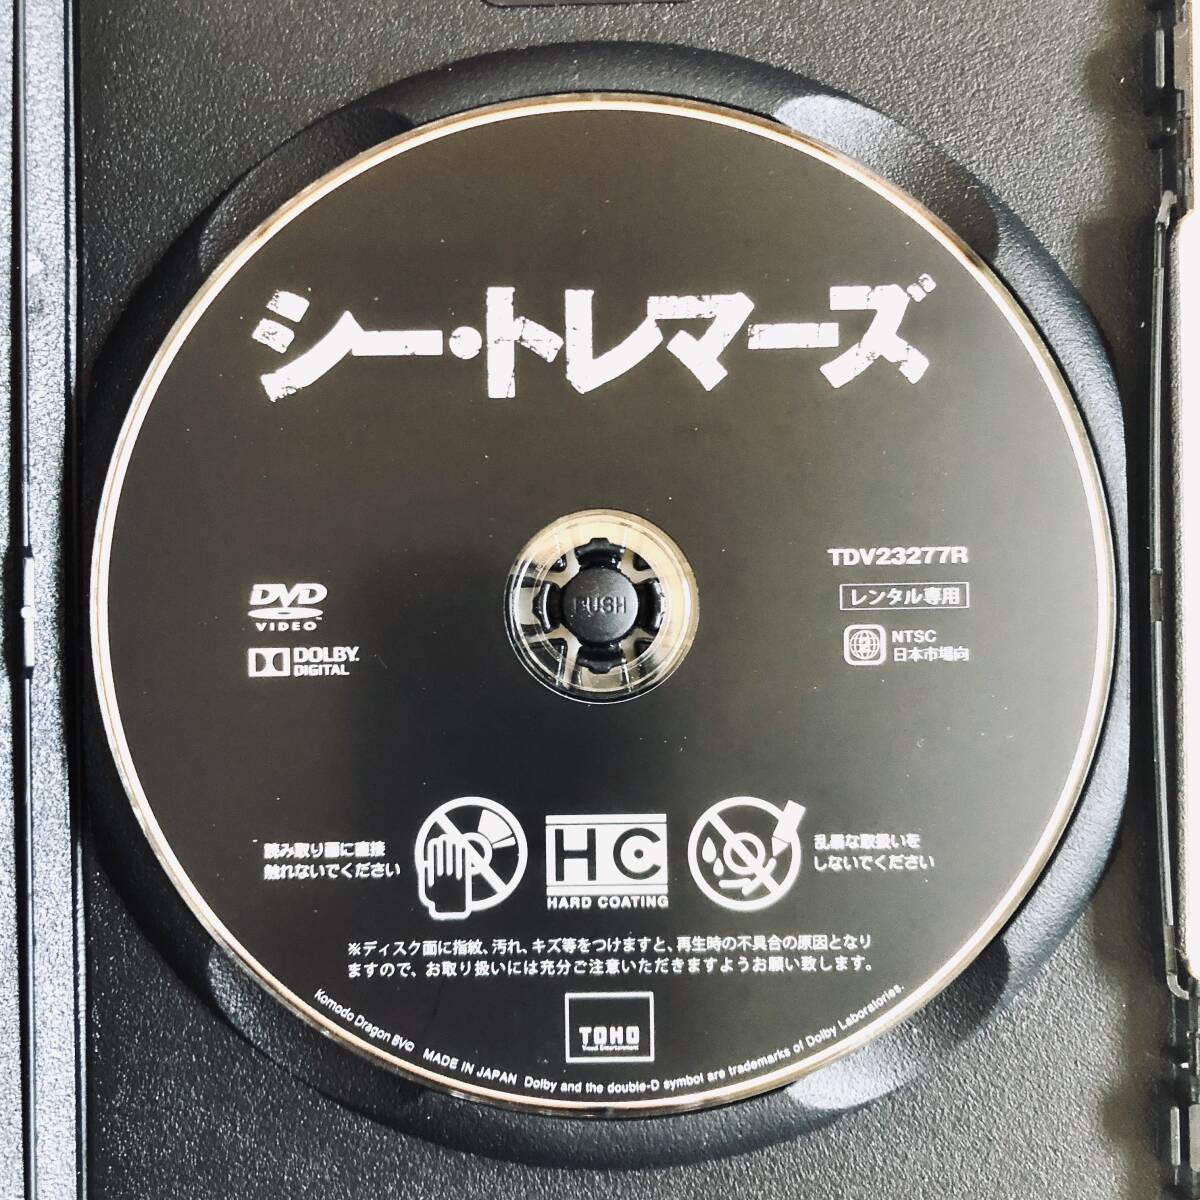 シー・トレマーズ
PUSH
TDV23277R
レンタル専用
2
NTSC
日本市場向
DVD
VIDEO™
DOLBY.
DIGITAL
読み取り面に直接
触れないでください
HC
HARD COATING
乱暴な取扱いを
しないでください
※ディスク面に指紋、汚れ、キズ等をつけますと、再生時の不具合の原因となり
ますので、お取り扱いには充分ご注意いただきますようお願い致します。
TOHO
Visual Entertainment
Komodo Dragon BV© MADE IN JAPAN Dolby and the double-D symbol are trademarks of Dolby Laboratories.